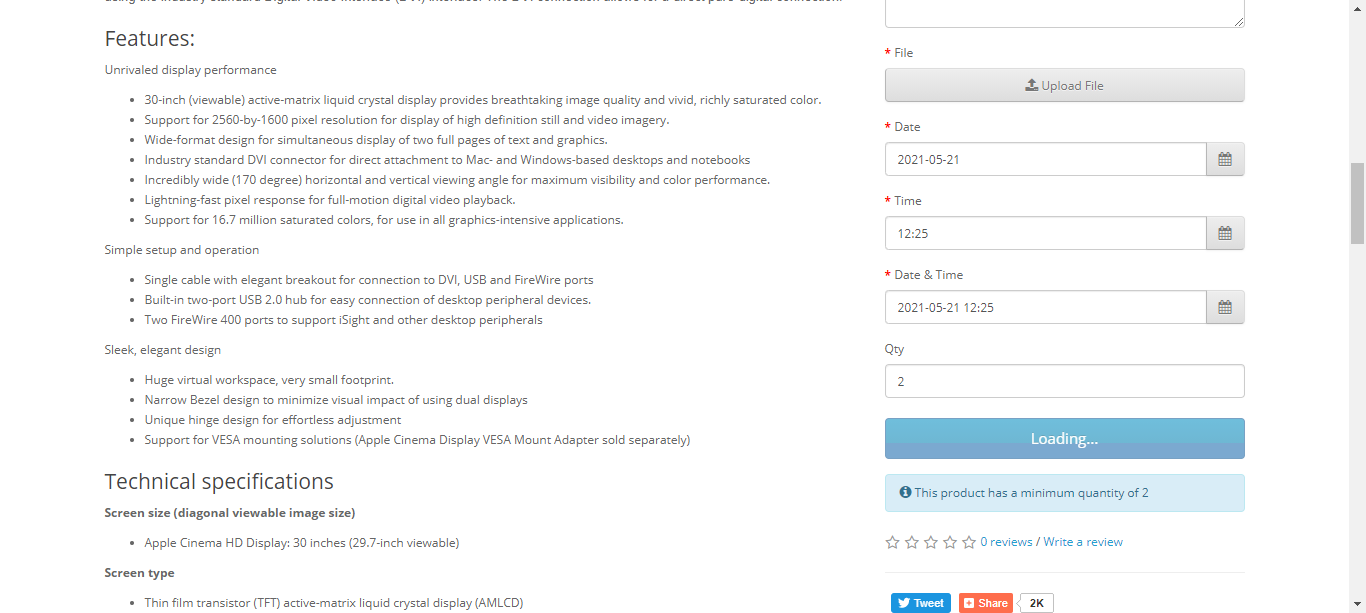 Features:
Unrivaled display performance
30-inch (viewable) active-matrix liquid crystal display provides breathtaking image quality and vivid, richly saturated color.
Support for 2560-by-1600 pixel resolution for display of high definition still and video imagery.
Wide-format design for simultaneous display of two full pages of text and graphics.
Industry standard DVI connector for direct attachment to Mac- and Windows-based desktops and notebooks
Incredibly wide (170 degree) horizontal and vertical viewing angle for maximum visibility and color performance.
Lightning-fast pixel response for full-motion digital video playback.
Support for 16.7 million saturated colors, for use in all graphics-intensive applications.
Simple setup and operation
Single cable with elegant breakout for connection to DVI, USB and FireWire ports
Built-in two-port USB 2.0 hub for easy connection of desktop peripheral devices.
Two FireWire 400 ports to support iSight and other desktop peripherals
Sleek, elegant design
Huge virtual workspace, very small footprint.
Narrow Bezel design to minimize visual impact of using dual displays
Unique hinge design for effortless adjustment
Support for VESA mounting solutions (Apple Cinema Display VESA Mount Adapter sold separately)
Technical specifications
Screen size (diagonal viewable image size)
Apple Cinema HD Display: 30 inches (29.7-inch viewable)
Screen type
Thin film transistor (TFT) active-matrix liquid crystal display (AMLCD)
* File
Upload File
* Date
2021-05-21
* Time
12:25
* Date & Time
2021-05-21 12:25
Qty
2
Loading...
This product has a minimum quantity of 2
0 reviews / Write a review
Tweet
Share
2K